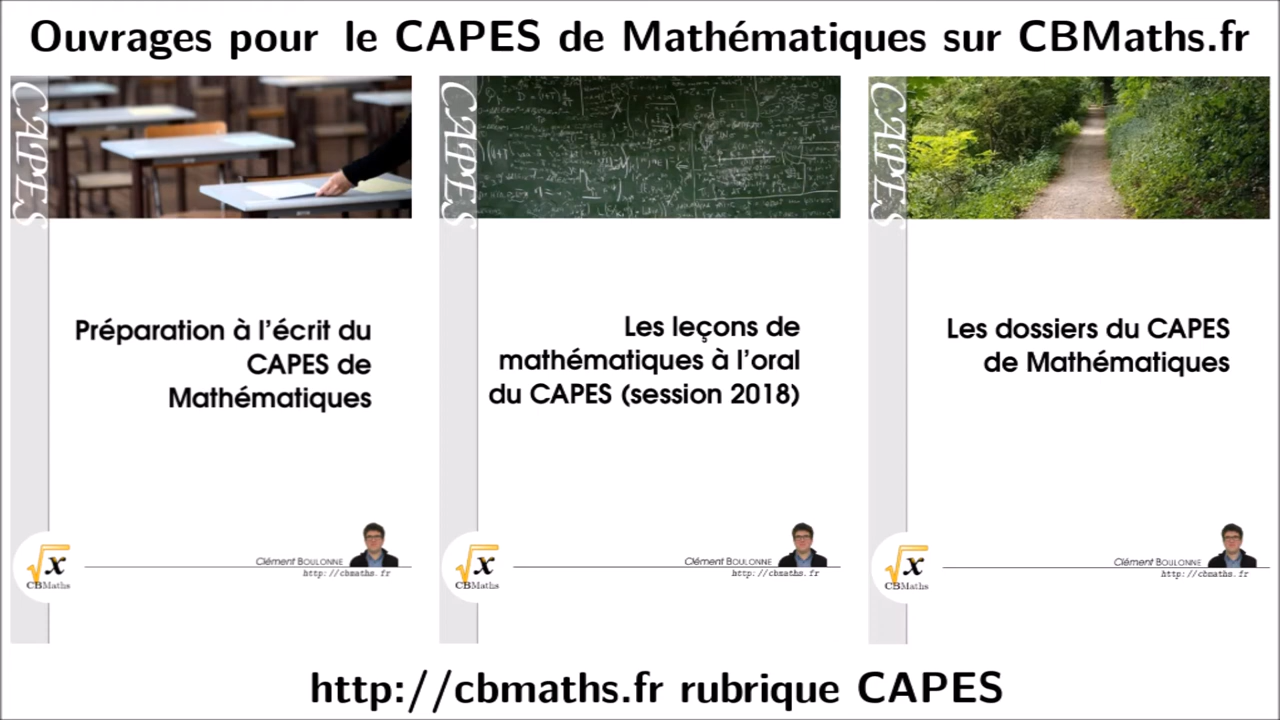 Ouvrages pour le CAPES de Mathématiques sur CBMaths.fr
CAPES
Préparation à l'écrit du
CAPES de
Mathématiques
Clément BOULONNE
http://cbmaths.fr
x
CBMaths
CAPES
Les leçons de
mathématiques à l'oral
du CAPES (session 2018)
Clément BOULONNE
http://cbmaths.fr
x
CBMaths
CAPES
Les dossiers du CAPES
de Mathématiques
Clément BOULONNE
http://cbmaths.fr
x
CBMaths
http://cbmaths.fr rubrique CAPES